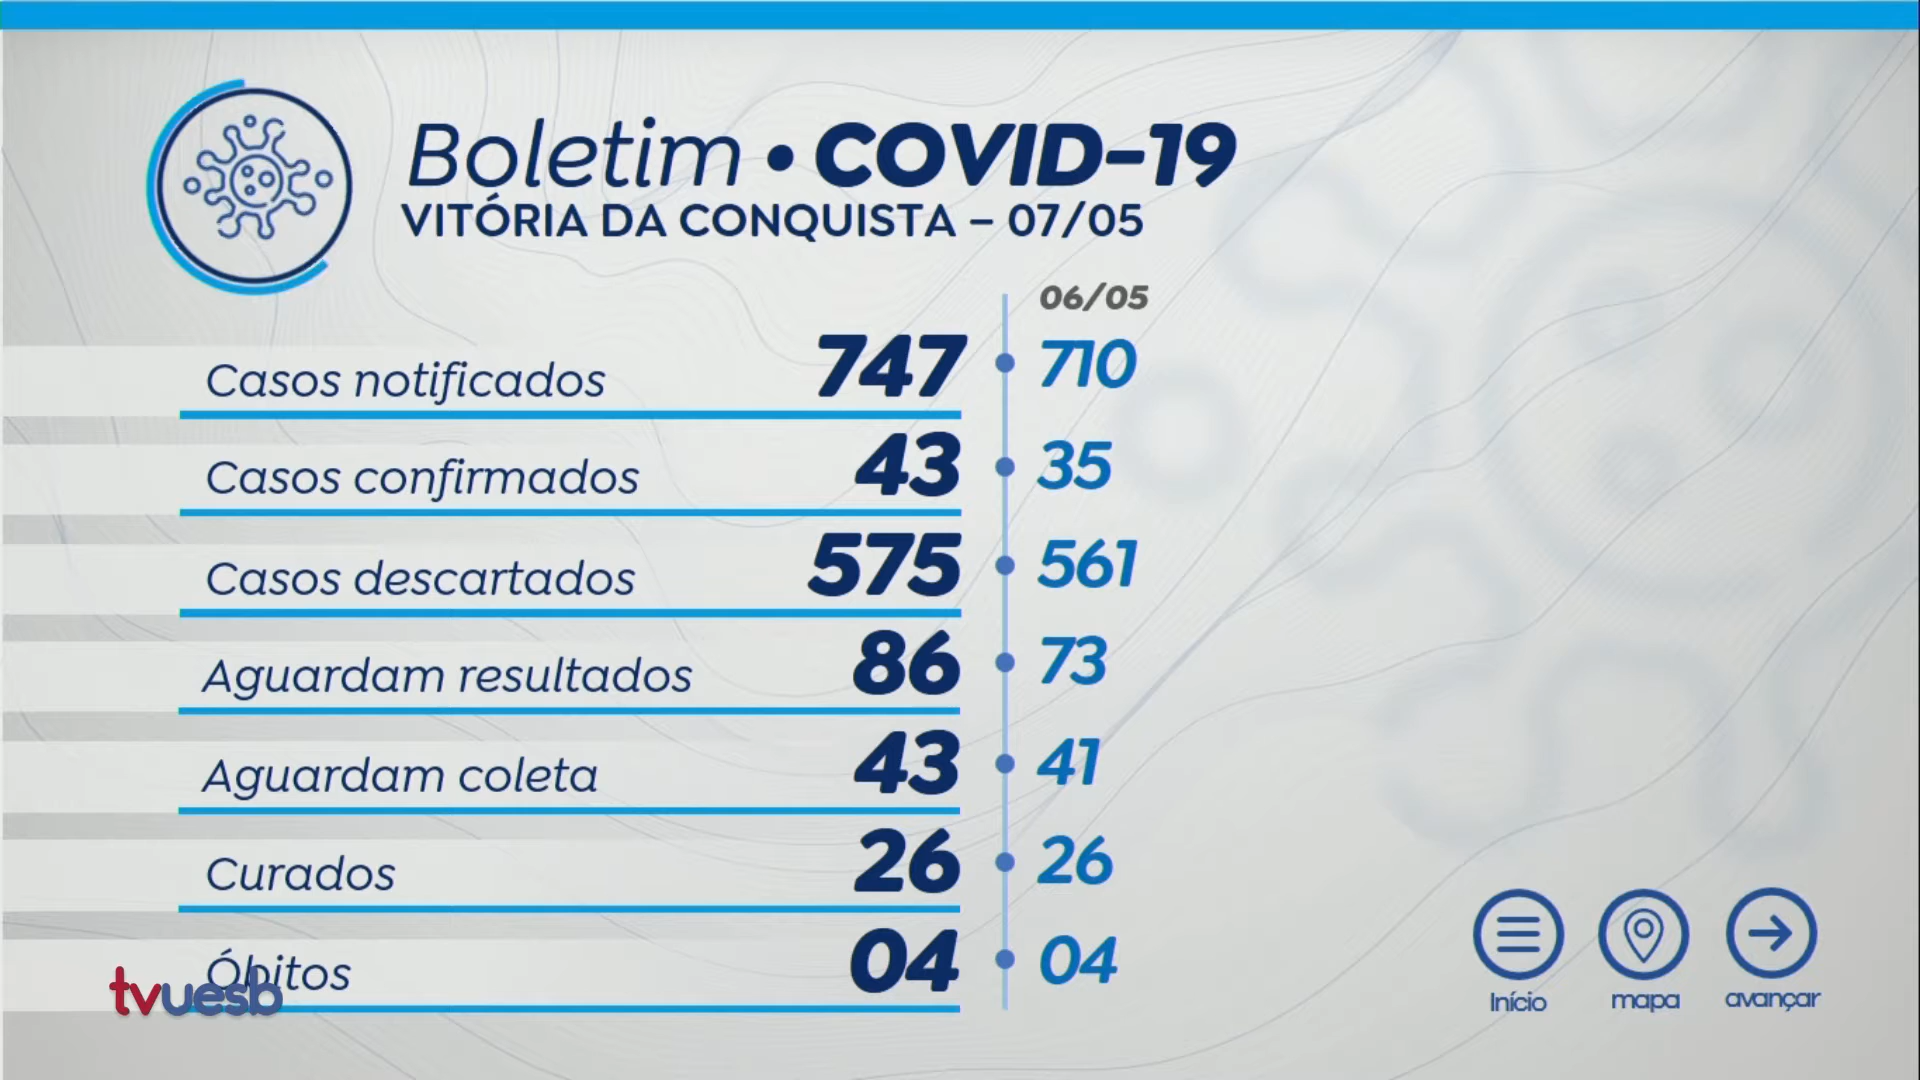 Boletim • COVID-19
VITÓRIA DA CONQUISTA – 07/05
06/05
Casos notificados 747 710
Casos confirmados 43 35
Casos descartados 575 561
Aguardam resultados 86 73
Aguardam coleta 43 41
Curados 26 26
Óbitos 04 04
tvuesb
Início mapa avançar